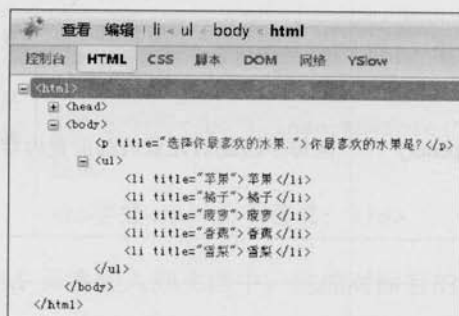 查看 编辑 | li < ul < body < html
控制台 HTML CSS 脚本 DOM 网络 YSlow
<html>
<head>
<body>
<p title="选择你最喜欢的水果.">你最喜欢的水果是?</p>
<ul>
<li title="苹果">苹果</li>
<li title="橘子">橘子</li>
<li title="菠萝">菠萝</li>
<li title="香蕉">香蕉</li>
<li title="雪梨">雪梨</li>
</ul>
</body>
</html>